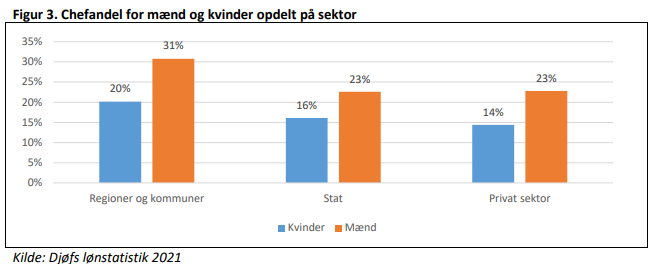 Figur 3. Chefandel for mænd og kvinder opdelt på sektor
35%
30%
25%
20%
15%
10%
5%
0%
20%
31%
16%
23%
14%
23%
Regioner og kommuner
Stat
Privat sektor
Kvinder
Mænd
Kilde: Djøfs lønstatistik 2021